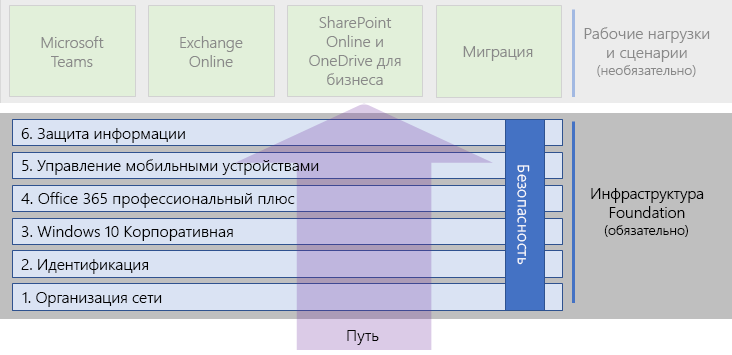 Microsoft
Teams
Exchange
Online
SharePoint
Online и
OneDrive для
бизнеса
Миграция
Рабочие нагрузки
и сценарии
(необязательно)
6. Защита информации
5. Управление мобильными устройствами
4. Office 365 профессиональный плюс
3. Windows 10 Корпоративная
2. Идентификация
1. Организация сети
Безопасность
Инфраструктура
Foundation
(обязательно)
Путь